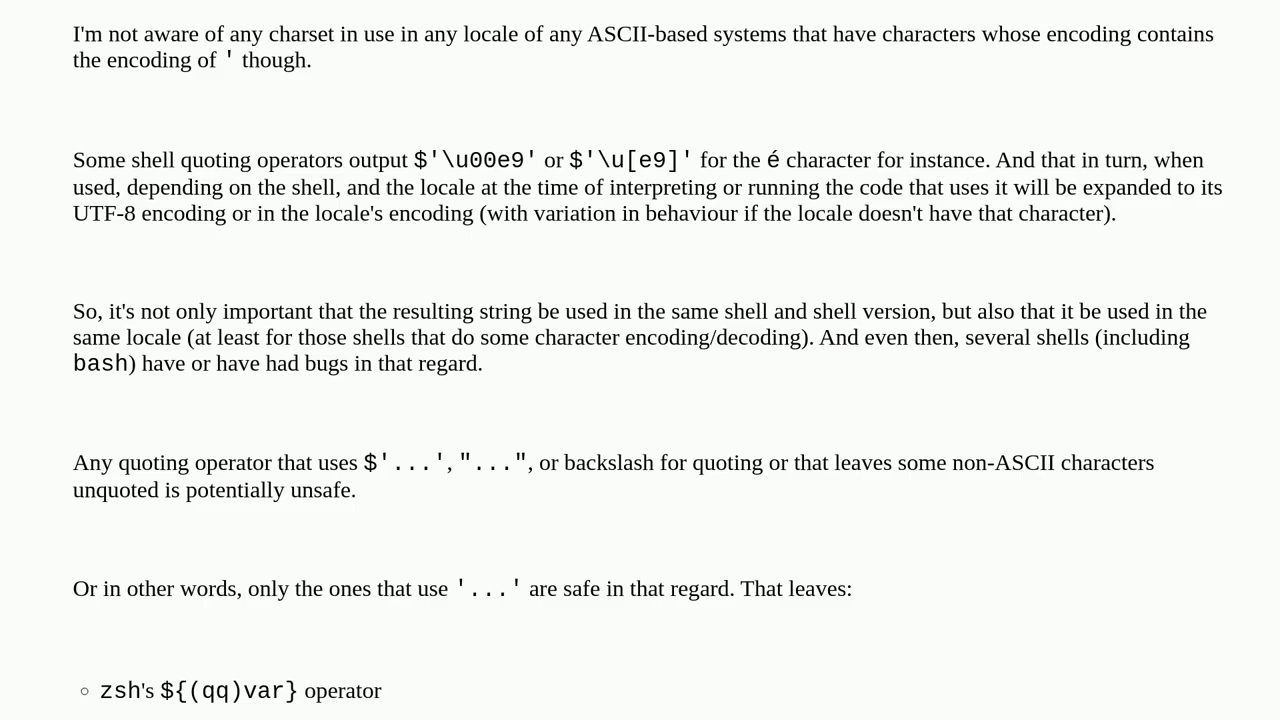 I'm not aware of any charset in use in any locale of any ASCII-based systems that have characters whose encoding contains
the encoding of ' though.
Some shell quoting operators output $'\u00e9' or $'\u[e9]' for the é character for instance. And that in turn, when
used, depending on the shell, and the locale at the time of interpreting or running the code that uses it will be expanded to its
UTF-8 encoding or in the locale's encoding (with variation in behaviour if the locale doesn't have that character).
So, it's not only important that the resulting string be used in the same shell and shell version, but also that it be used in the
same locale (at least for those shells that do some character encoding/decoding). And even then, several shells (including
bash) have or have had bugs in that regard.
Any quoting operator that uses $'...', "...", or backslash for quoting or that leaves some non-ASCII characters
unquoted is potentially unsafe.
Or in other words, only the ones that use '...' are safe in that regard. That leaves:
◦ zsh's ${(qq)var} operator